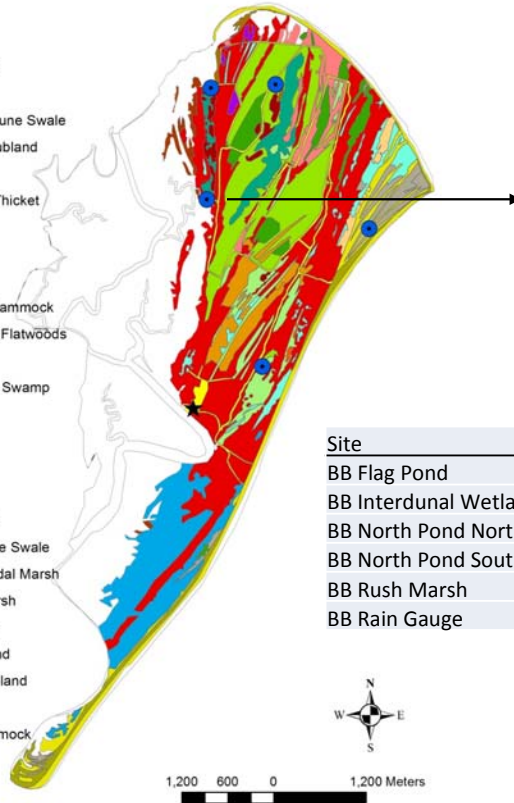 une Swale
ubland
Thicket
ammock
Flatwoods
Swamp
e Swale
dal Marsh
rsh
nd
land
mock
Site
BB Flag Pond
BB Interdunal Wetla
BB North Pond Nort
BB North Pond Sout
BB Rush Marsh
BB Rain Gauge
N
W E
S
1,200 600 0 1,200 Meters